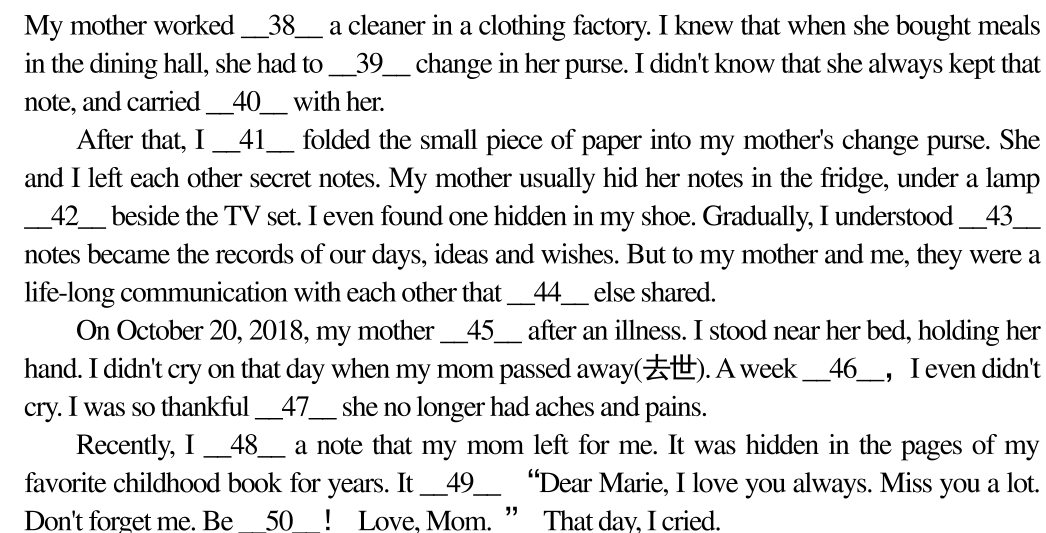 My mother worked __38__ a cleaner in a clothing factory. I knew that when she bought meals
in the dining hall, she had to __39__ change in her purse. I didn't know that she always kept that
note, and carried __40__ with her.
After that, I __41__ folded the small piece of paper into my mother's change purse. She
and I left each other secret notes. My mother usually hid her notes in the fridge, under a lamp
__42__ beside the TV set. I even found one hidden in my shoe. Gradually, I understood __43__
notes became the records of our days, ideas and wishes. But to my mother and me, they were a
life-long communication with each other that __44__ else shared.
On October 20, 2018, my mother __45__ after an illness. I stood near her bed, holding her
hand. I didn't cry on that day when my mom passed away(去世). A week __46__, I even didn't
cry. I was so thankful __47__ she no longer had aches and pains.
Recently, I __48__ a note that my mom left for me. It was hidden in the pages of my
favorite childhood book for years. It __49__ “Dear Marie, I love you always. Miss you a lot.
Don't forget me. Be __50__! Love, Mom.” That day, I cried.